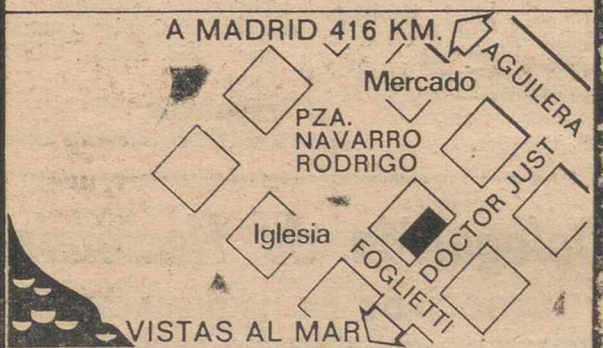 A MADRID 416 KM.
AGUILERA
Mercado
PZA.
NAVARRO
RODRIGO
DOCTOR JUST
Iglesia
FOGLIETTI
VISTAS AL MAR